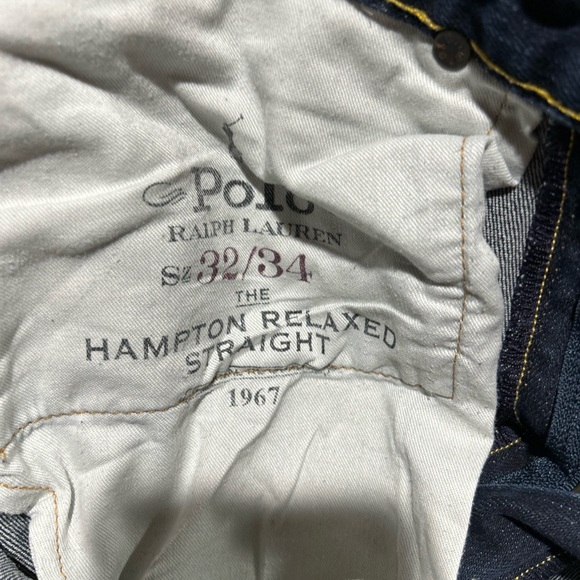 Polo
RALPH LAUREN
Sz 32/34
THE
HAMPTON RELAXED
STRAIGHT
1967